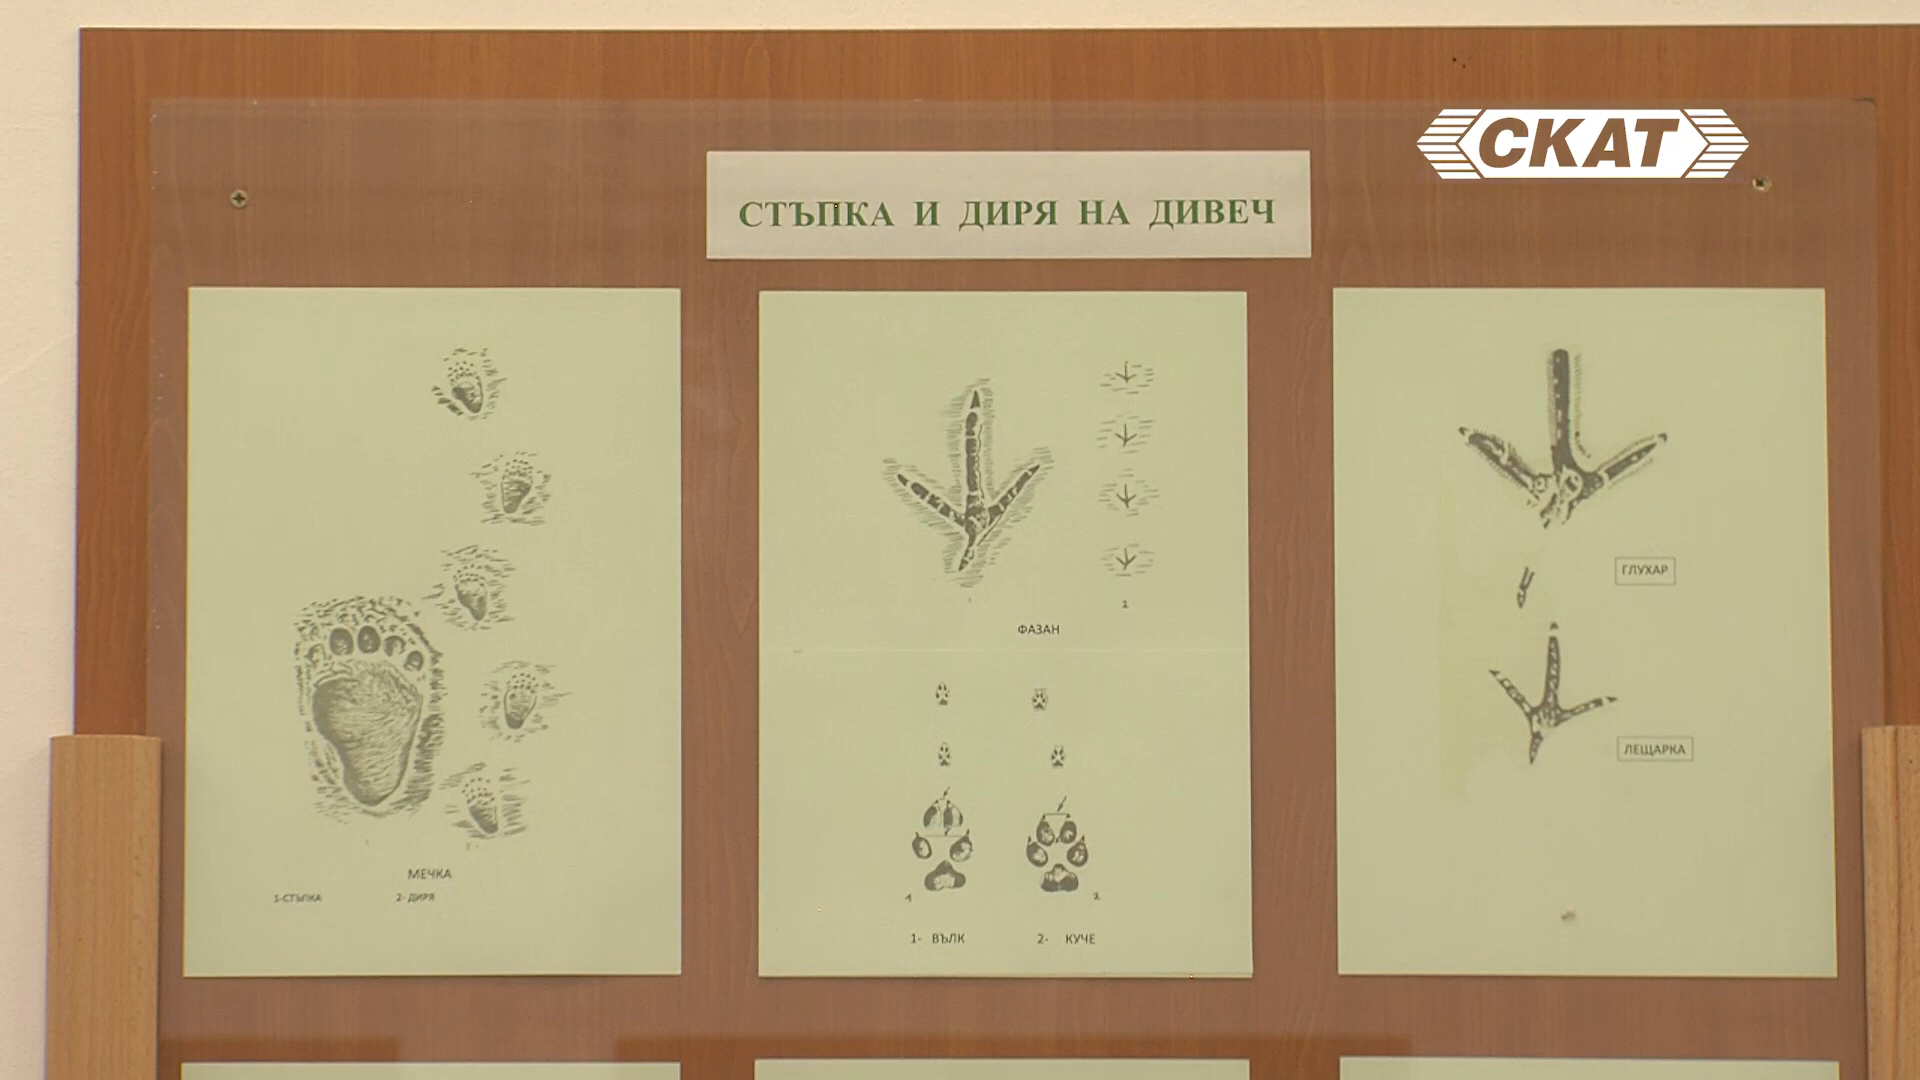 СКАТ
СТЪПКА И ДИРЯ НА ДИВЕЧ
МЕЧКА
1-СТЪПКА 2- ДИРЯ
2
ФАЗАН
1 2
1- ВЪЛК 2- КУЧЕ
ГЛУХАР
ЛЕЩАРКА